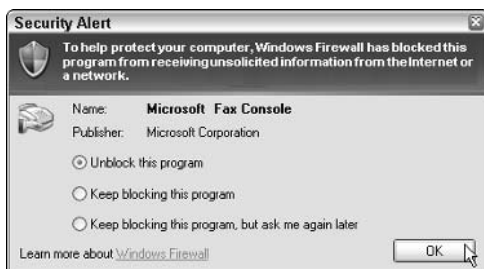 Security Alert
To help protect your computer, Windows Firewall has blocked this
program from receiving unsolicited information from the Internet or
a network.
Name: Microsoft Fax Console
Publisher: Microsoft Corporation
Unblock this program
Keep blocking this program
Keep blocking this program, but ask me again later
Learn more about Windows Firewall
OK